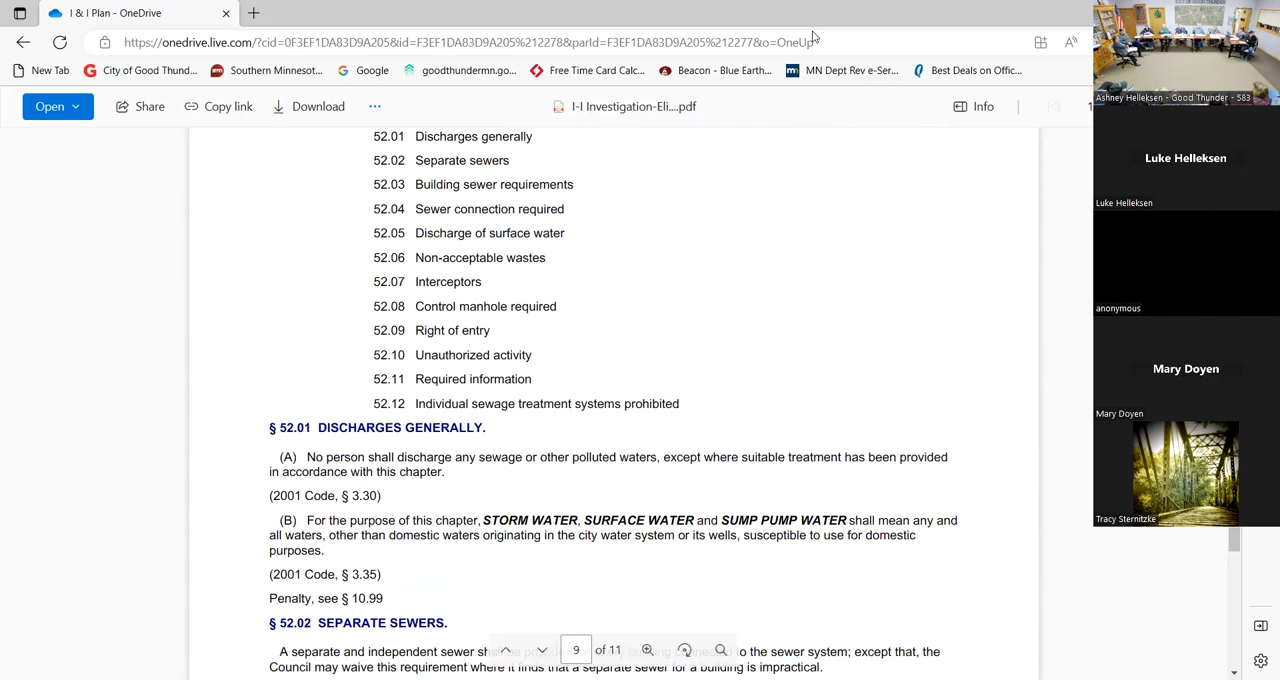 I & I Plan - OneDrive
https://onedrive.live.com/?cid=0F3EF1DA83D9A205&id=F3EF1DA83D9A205%212278&parId=F3EF1DA83D9A205%212277&o=OneUp
New Tab
City of Good Thund...
Southern Minnesot...
Google
goodthundermn.go...
Free Time Card Calc...
Beacon - Blue Earth...
MN Dept Rev e-Ser...
Best Deals on Offic...
Open
Share
Copy link
Download
I-I Investigation-Eli....pdf
Info
52.01 Discharges generally
52.02 Separate sewers
52.03 Building sewer requirements
52.04 Sewer connection required
52.05 Discharge of surface water
52.06 Non-acceptable wastes
52.07 Interceptors
52.08 Control manhole required
52.09 Right of entry
52.10 Unauthorized activity
52.11 Required information
52.12 Individual sewage treatment systems prohibited
§ 52.01 DISCHARGES GENERALLY.
(A) No person shall discharge any sewage or other polluted waters, except where suitable treatment has been provided
in accordance with this chapter.
(2001 Code, § 3.30)
(B) For the purpose of this chapter, STORM WATER, SURFACE WATER and SUMP PUMP WATER shall mean any and
all waters, other than domestic waters originating in the city water system or its wells, susceptible to use for domestic
purposes.
(2001 Code, § 3.35)
Penalty, see § 10.99
§ 52.02 SEPARATE SEWERS.
A separate and independent sewer to the sewer system; except that, the
Council may waive this requirement where it finds that a separate sewer for a building is impractical.
9 of 11
Ashney Helleksen - Good Thunder - 583
Luke Helleksen
Luke Helleksen
anonymous
Mary Doyen
Mary Doyen
Tracy Sternitzke